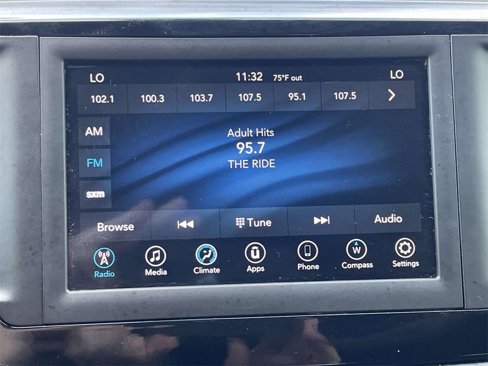 LO 11:32 75°F out LO
102.1 100.3 103.7 107.5 95.1 107.5
AM
FM
sxm
Adult Hits
95.7
THE RIDE
Browse Tune Audio
Radio Media Climate Apps Phone W Compass Settings